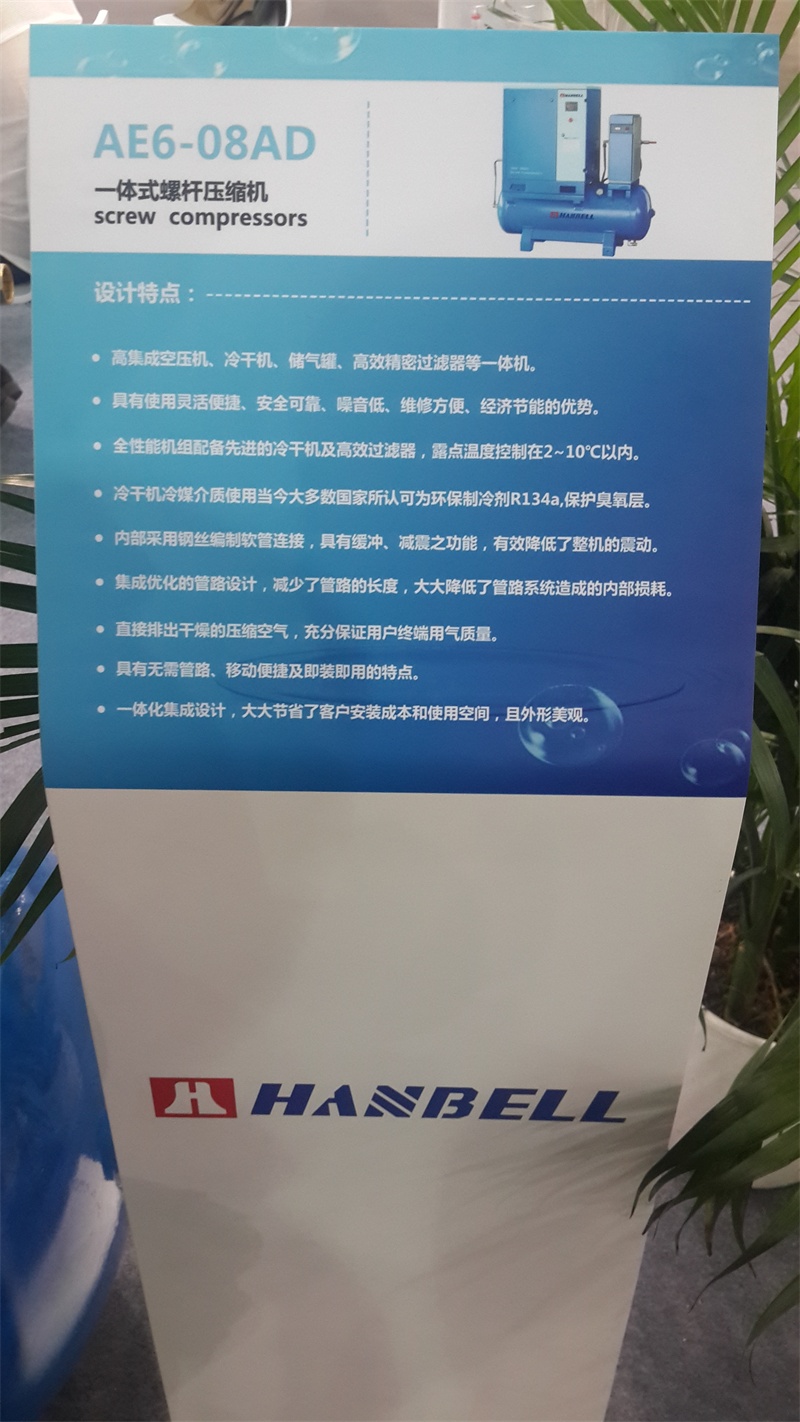 AE6-08AD
一体式螺杆压缩机
screw compressors
HANBELL
HANBELL
设计特点：
• 高集成空压机、冷干机、储气罐、高效精密过滤器等一体机。
• 具有使用灵活便捷、安全可靠、噪音低、维修方便、经济节能的优势。
• 全性能机组配备先进的冷干机及高效过滤器，露点温度控制在2~10℃以内。
• 冷干机冷媒介质使用当今大多数国家所认可为环保制冷剂R134a,保护臭氧层。
• 内部采用钢丝编制软管连接，具有缓冲、减震之功能，有效降低了整机的震动。
• 集成优化的管路设计，减少了管路的长度，大大降低了管路系统造成的内部损耗。
• 直接排出干燥的压缩空气，充分保证用户终端用气质量。
• 具有无需管路、移动便捷及即装即用的特点。
• 一体化集成设计，大大节省了客户安装成本和使用空间，且外形美观。
HANBELL